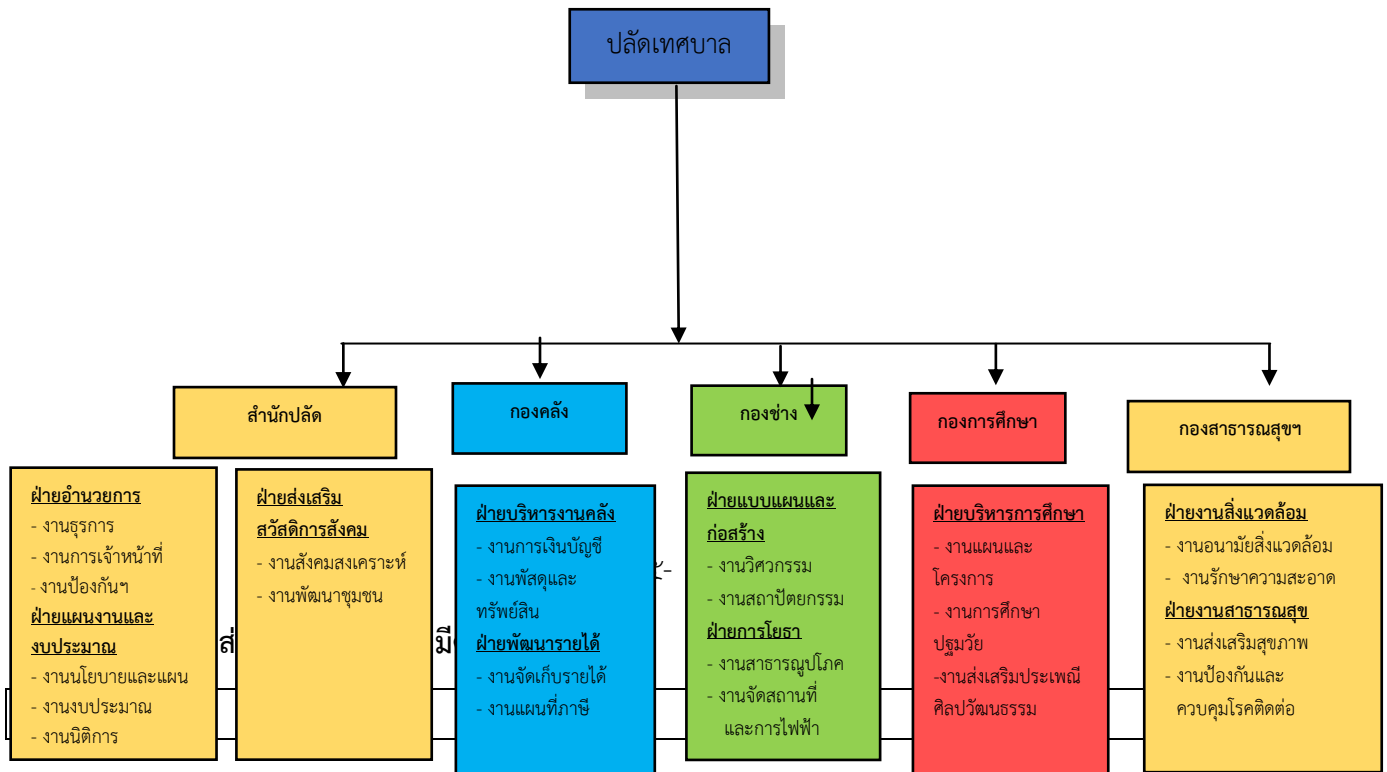 ปลัดเทศบาล
สำนักปลัด
กองคลัง
กองช่าง
กองการศึกษา
กองสาธารณสุขฯ
ฝ่ายอำนวยการ
- งานธุรการ
- งานการเจ้าหน้าที่
-งานป้องกันฯ
ฝ่ายแผนงานและ
งบประมาณ
- งานนโยบายและแผน
- งานงบประมาณ
- งานนิติการ
ฝ่ายส่งเสริม
สวัสดิการสังคม
- งานสังคมสงเคราะห์
- งานพัฒนาชุมชน
ฝ่ายบริหารงานคลัง
- งานการเงินบัญชี
- งานพัสดุและ
ทรัพย์สิน
ฝ่ายพัฒนารายได้
- งานจัดเก็บรายได้
- งานแผนที่ภาษี
ฝ่ายแบบแผนและ
ก่อสร้าง
- งานวิศวกรรม
- งานสถาปัตยกรรม
ฝ่ายการโยธา
- งานสาธารณูปโภค
- งานจัดสถานที่
และการไฟฟ้า
ฝ่ายบริหารการศึกษา
- งานแผนและ
โครงการ
- งานการศึกษา
ปฐมวัย
-งานส่งเสริมประเพณี
ศิลปวัฒนธรรม
ฝ่ายงานสิ่งแวดล้อม
- งานอนามัยสิ่งแวดล้อม
- งานรักษาความสะอาด
ฝ่ายงานสาธารณสุข
- งานส่งเสริมสุขภาพ
- งานป้องกันและ
ควบคุมโรคติดต่อ